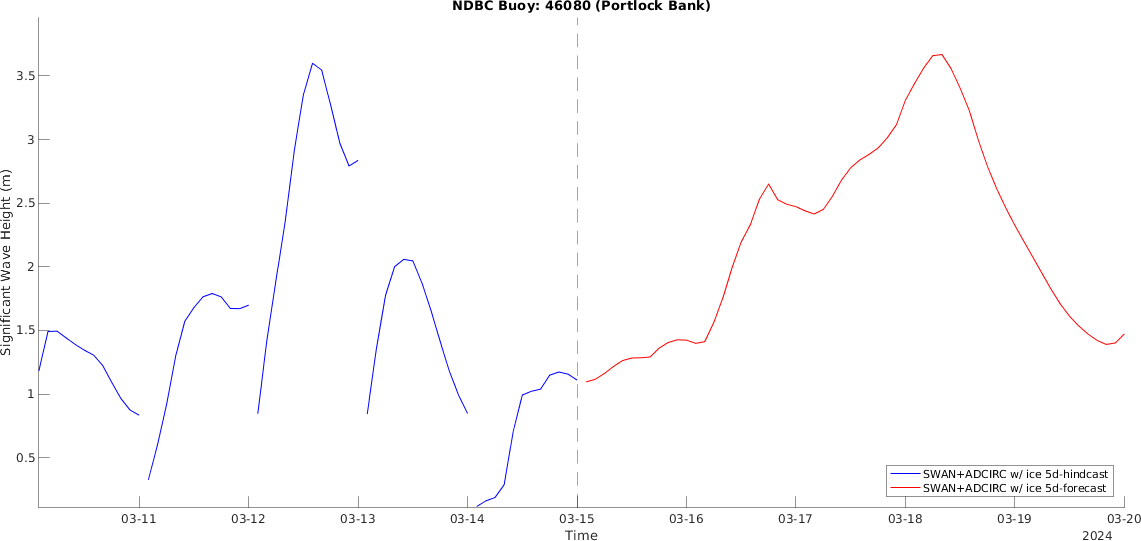 NDBC Buoy: 46080 (Portlock Bank)
Significant Wave Height (m)
3.5
3
2.5
2
1.5
1
0.5
SWAN+ADCIRC w/ ice 5d-hindcast
SWAN+ADCIRC w/ ice 5d-forecast
03-11 03-12 03-13 03-14 03-15 03-16 03-17 03-18 03-19 03-20
Time
2024